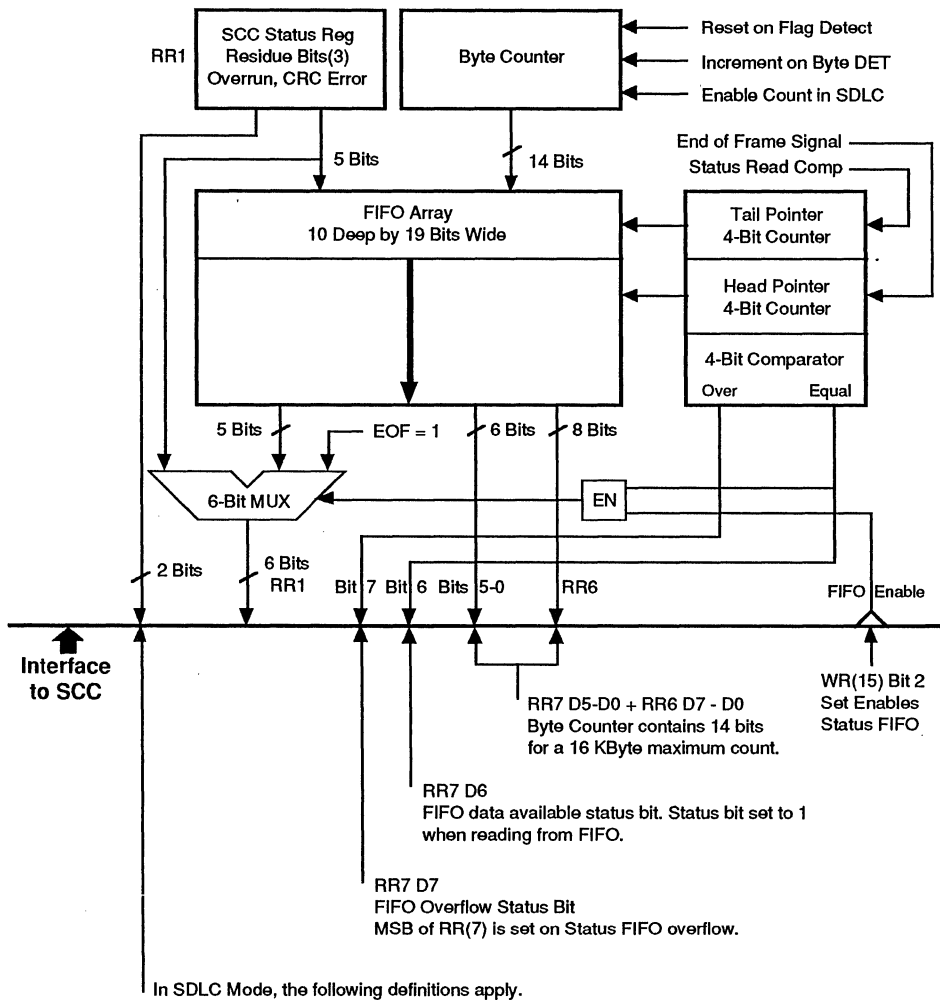 SCC Status Reg
Residue Bits(3)
Overrun, CRC Error
RR1
Byte Counter
Reset on Flag Detect
Increment on Byte DET
Enable Count in SDLC
5 Bits
14 Bits
End of Frame Signal
Status Read Comp
FIFO Array
10 Deep by 19 Bits Wide
Tail Pointer
4-Bit Counter
Head Pointer
4-Bit Counter
4-Bit Comparator
Over Equal
5 Bits
EOF = 1
6 Bits
8 Bits
6-Bit MUX
EN
2 Bits
6 Bits
RR1
Bit 7
Bit 6
Bits 5-0
RR6
FIFO Enable
Interface
to SCC
WR(15) Bit 2
Set Enables
Status FIFO
RR7 D5-D0 + RR6 D7 - D0
Byte Counter contains 14 bits
for a 16 KByte maximum count.
RR7 D6
FIFO data available status bit. Status bit set to 1
when reading from FIFO.
RR7 D7
FIFO Overflow Status Bit
MSB of RR(7) is set on Status FIFO overflow.
In SDLC Mode, the following definitions apply.